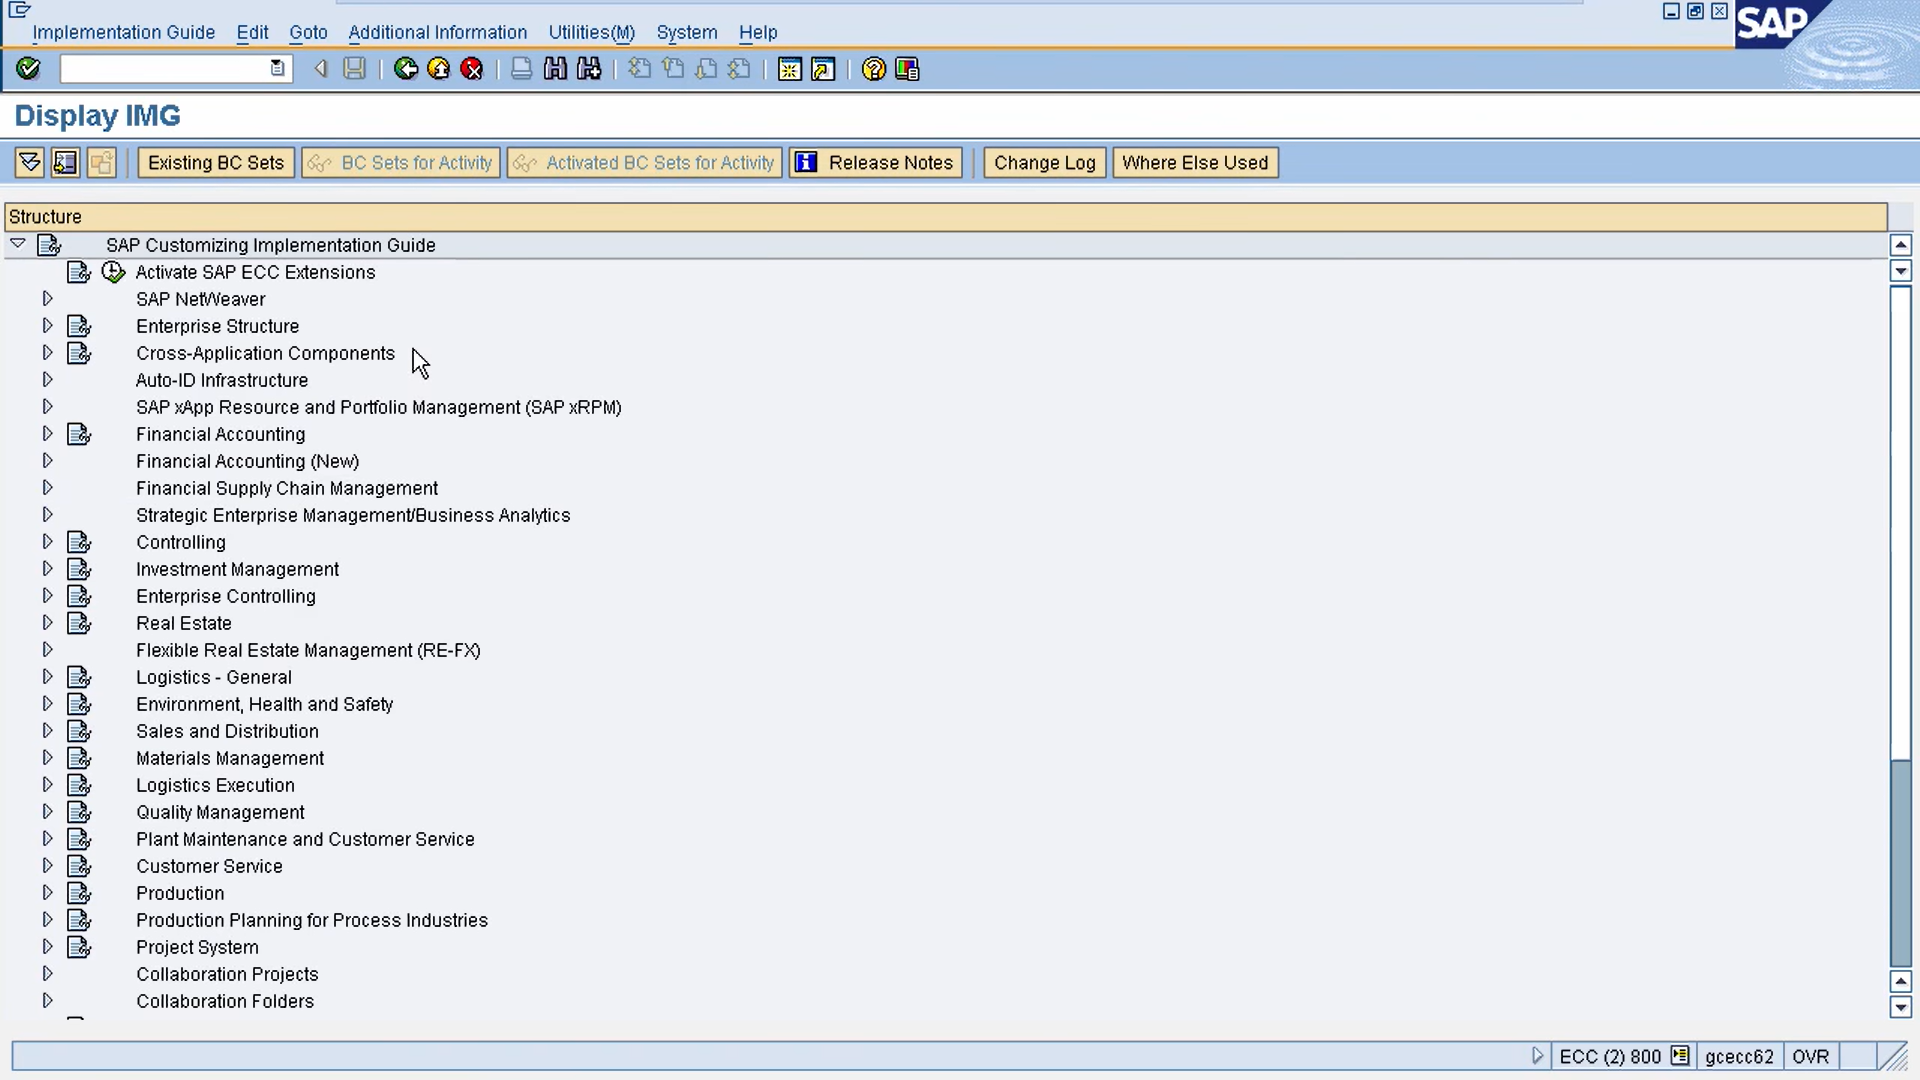 Implementation Guide Edit Goto Additional Information Utilities(M) System Help
SAP
Display IMG
Existing BC Sets BC Sets for Activity Activated BC Sets for Activity Release Notes Change Log Where Else Used
Structure
SAP Customizing Implementation Guide
Activate SAP ECC Extensions
SAP NetWeaver
Enterprise Structure
Cross-Application Components
Auto-ID Infrastructure
SAP xApp Resource and Portfolio Management (SAP xRPM)
Financial Accounting
Financial Accounting (New)
Financial Supply Chain Management
Strategic Enterprise Management/Business Analytics
Controlling
Investment Management
Enterprise Controlling
Real Estate
Flexible Real Estate Management (RE-FX)
Logistics - General
Environment, Health and Safety
Sales and Distribution
Materials Management
Logistics Execution
Quality Management
Plant Maintenance and Customer Service
Customer Service
Production
Production Planning for Process Industries
Project System
Collaboration Projects
Collaboration Folders
ECC (2) 800 gcecc62 OVR